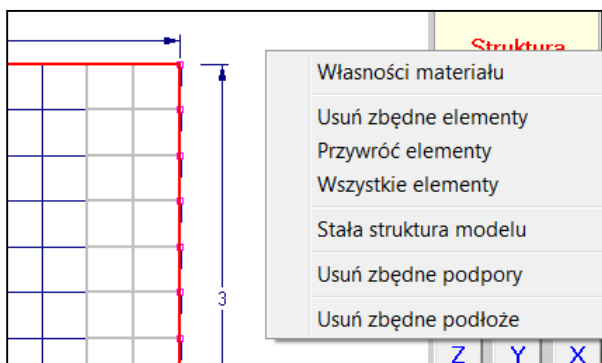 Struktura
Własności materiału
Usuń zbędne elementy
Przywróć elementy
Wszystkie elementy
Stała struktura modelu
Usuń zbędne podpory
Usuń zbędne podłoże
3
Z Y X